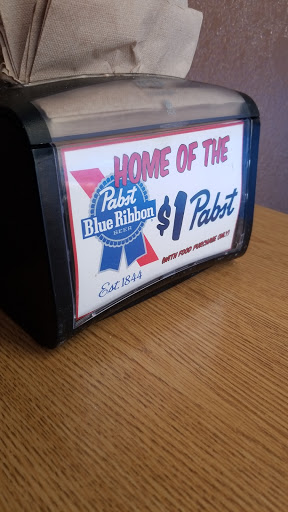 HOME OF THE
Pabst
Blue Ribbon
BEER
$1 Pabst
Est. 1844
(WITH FOOD PURCHASE ONLY)